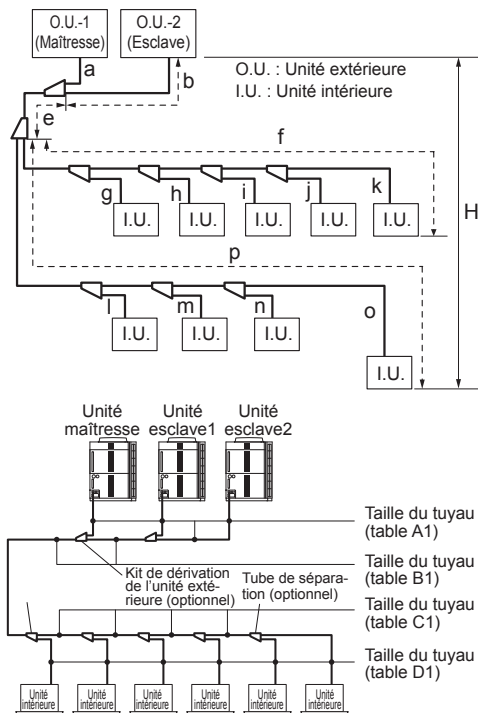 O.U.-1
(Maîtresse)
O.U.-2
(Esclave)
O.U. : Unité extérieure
I.U. : Unité intérieure
a
b
e
f
g
h
i
j
k
H
I.U.
I.U.
I.U.
I.U.
I.U.
p
l
m
n
o
I.U.
I.U.
I.U.
I.U.
Unité
maîtresse
Unité
esclave1
Unité
esclave2
Taille du tuyau
(table A1)
Taille du tuyau
(table B1)
Kit de dérivation
de l'unité exté-
rieure (optionnel)
Tube de sépara-
tion (optionnel)
Taille du tuyau
(table C1)
Taille du tuyau
(table D1)
Unité
intérieure
Unité
intérieure
Unité
intérieure
Unité
intérieure
Unité
intérieure
Unité
intérieure